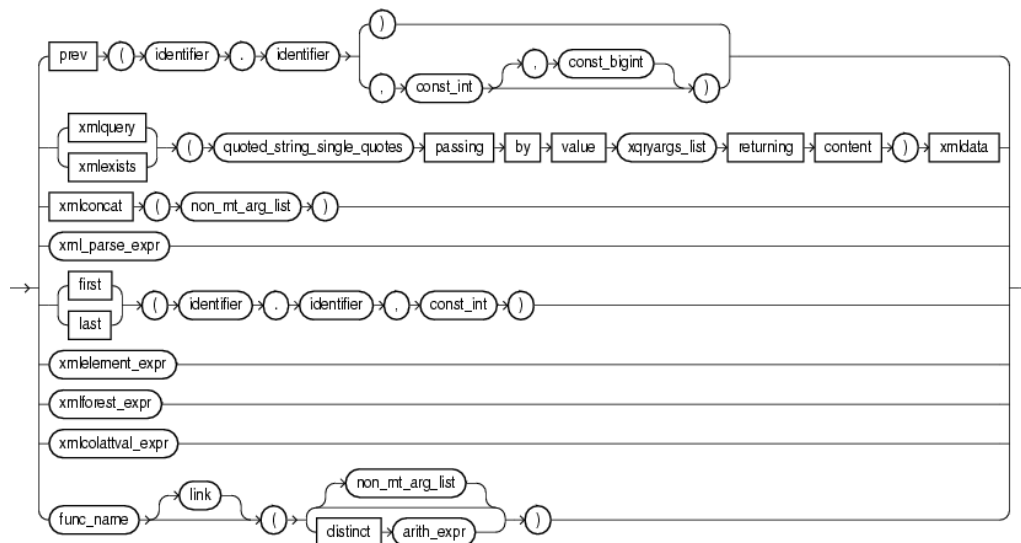 )
prev ( identifier . identifier
, const_int , const_bigint )
xmlquery
( quoted_string_single_quotes passing by value xqryargs_list returning content ) xmldata
xmlexists
xmlconcat ( non_mt_arg_list )
xml_parse_expr
first
( identifier . identifier , const_int )
last
xmlelement_expr
xmlforest_expr
xmlcolattval_expr
non_mt_arg_list
link
func_name ( )
distinct arith_expr